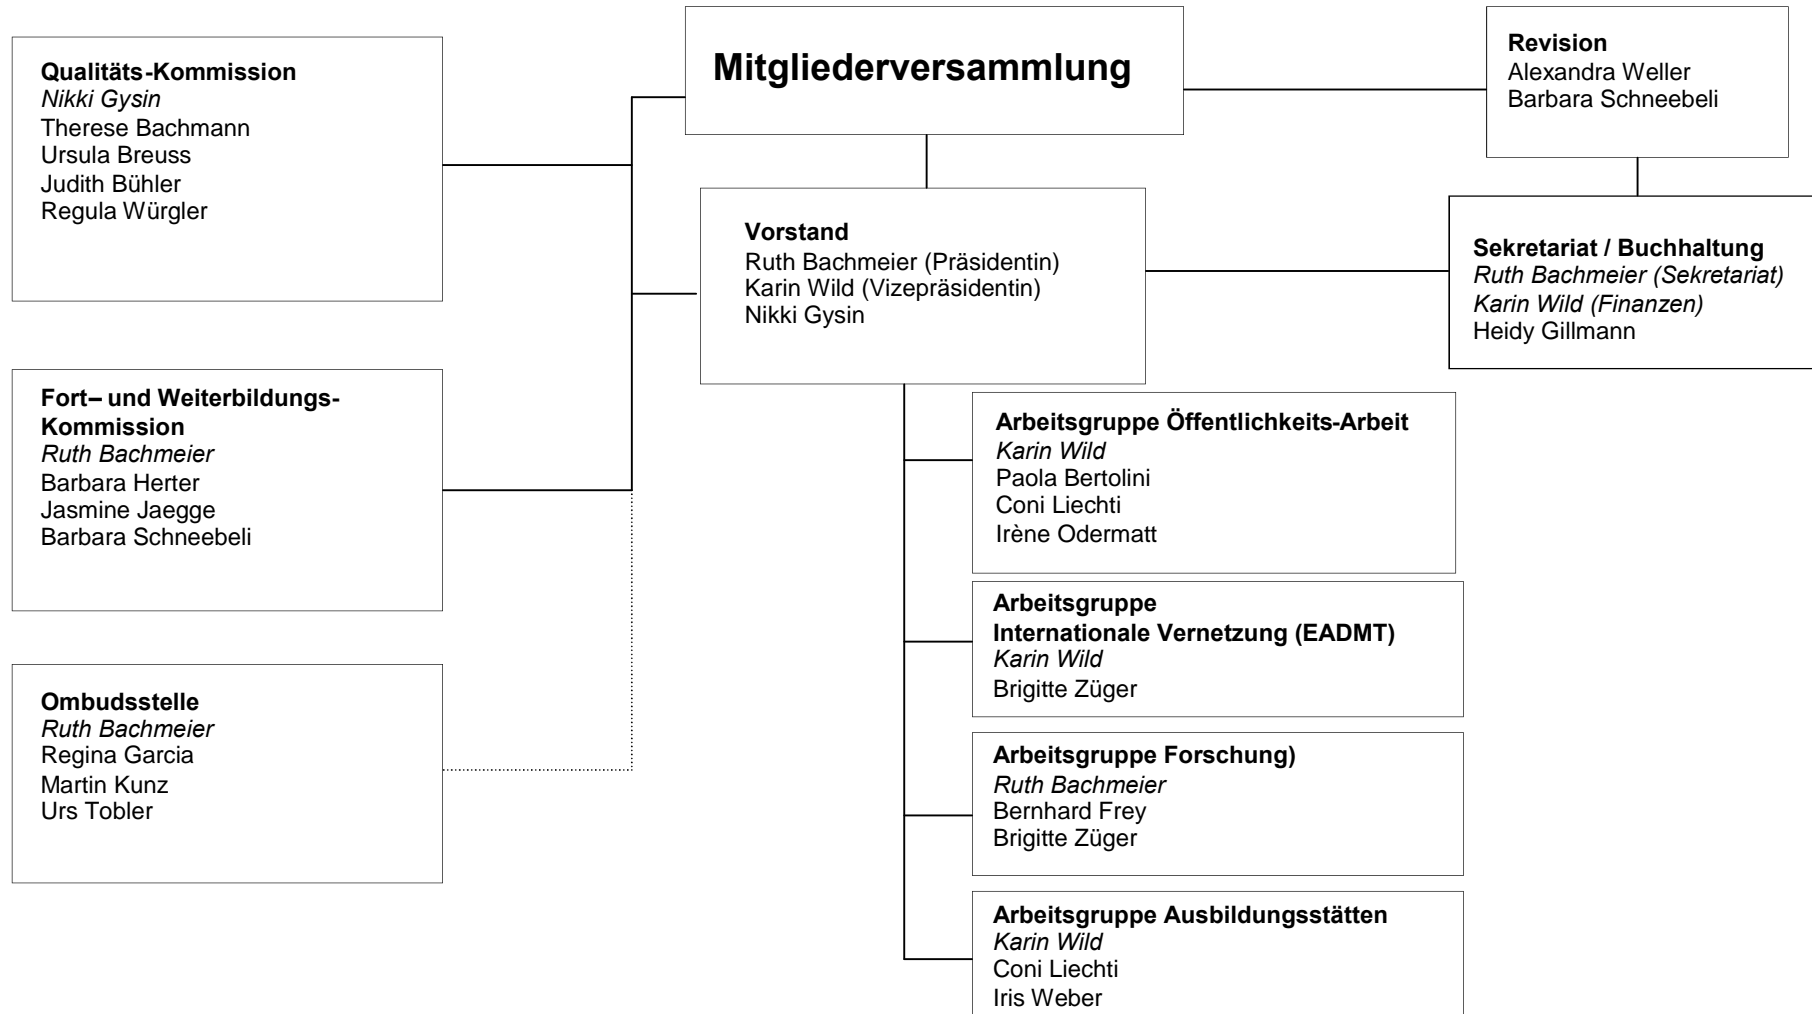 Qualitäts-Kommission
Nikki Gysin
Therese Bachmann
Ursula Breuss
Judith Bühler
Regula Würgler
Mitgliederversammlung
Revision
Alexandra Weller
Barbara Schneebeli
Vorstand
Ruth Bachmeier (Präsidentin)
Karin Wild (Vizepräsidentin)
Nikki Gysin
Sekretariat / Buchhaltung
Ruth Bachmeier (Sekretariat)
Karin Wild (Finanzen)
Heidy Gillmann
Fort– und Weiterbildungs-
Kommission
Ruth Bachmeier
Barbara Herter
Jasmine Jaegge
Barbara Schneebeli
Ombudsstelle
Ruth Bachmeier
Regina Garcia
Martin Kunz
Urs Tobler
Arbeitsgruppe Öffentlichkeits-Arbeit
Karin Wild
Paola Bertolini
Coni Liechti
Irène Odermatt
Arbeitsgruppe
Internationale Vernetzung (EADMT)
Karin Wild
Brigitte Züger
Arbeitsgruppe Forschung)
Ruth Bachmeier
Bernhard Frey
Brigitte Züger
Arbeitsgruppe Ausbildungsstätten
Karin Wild
Coni Liechti
Iris Weber